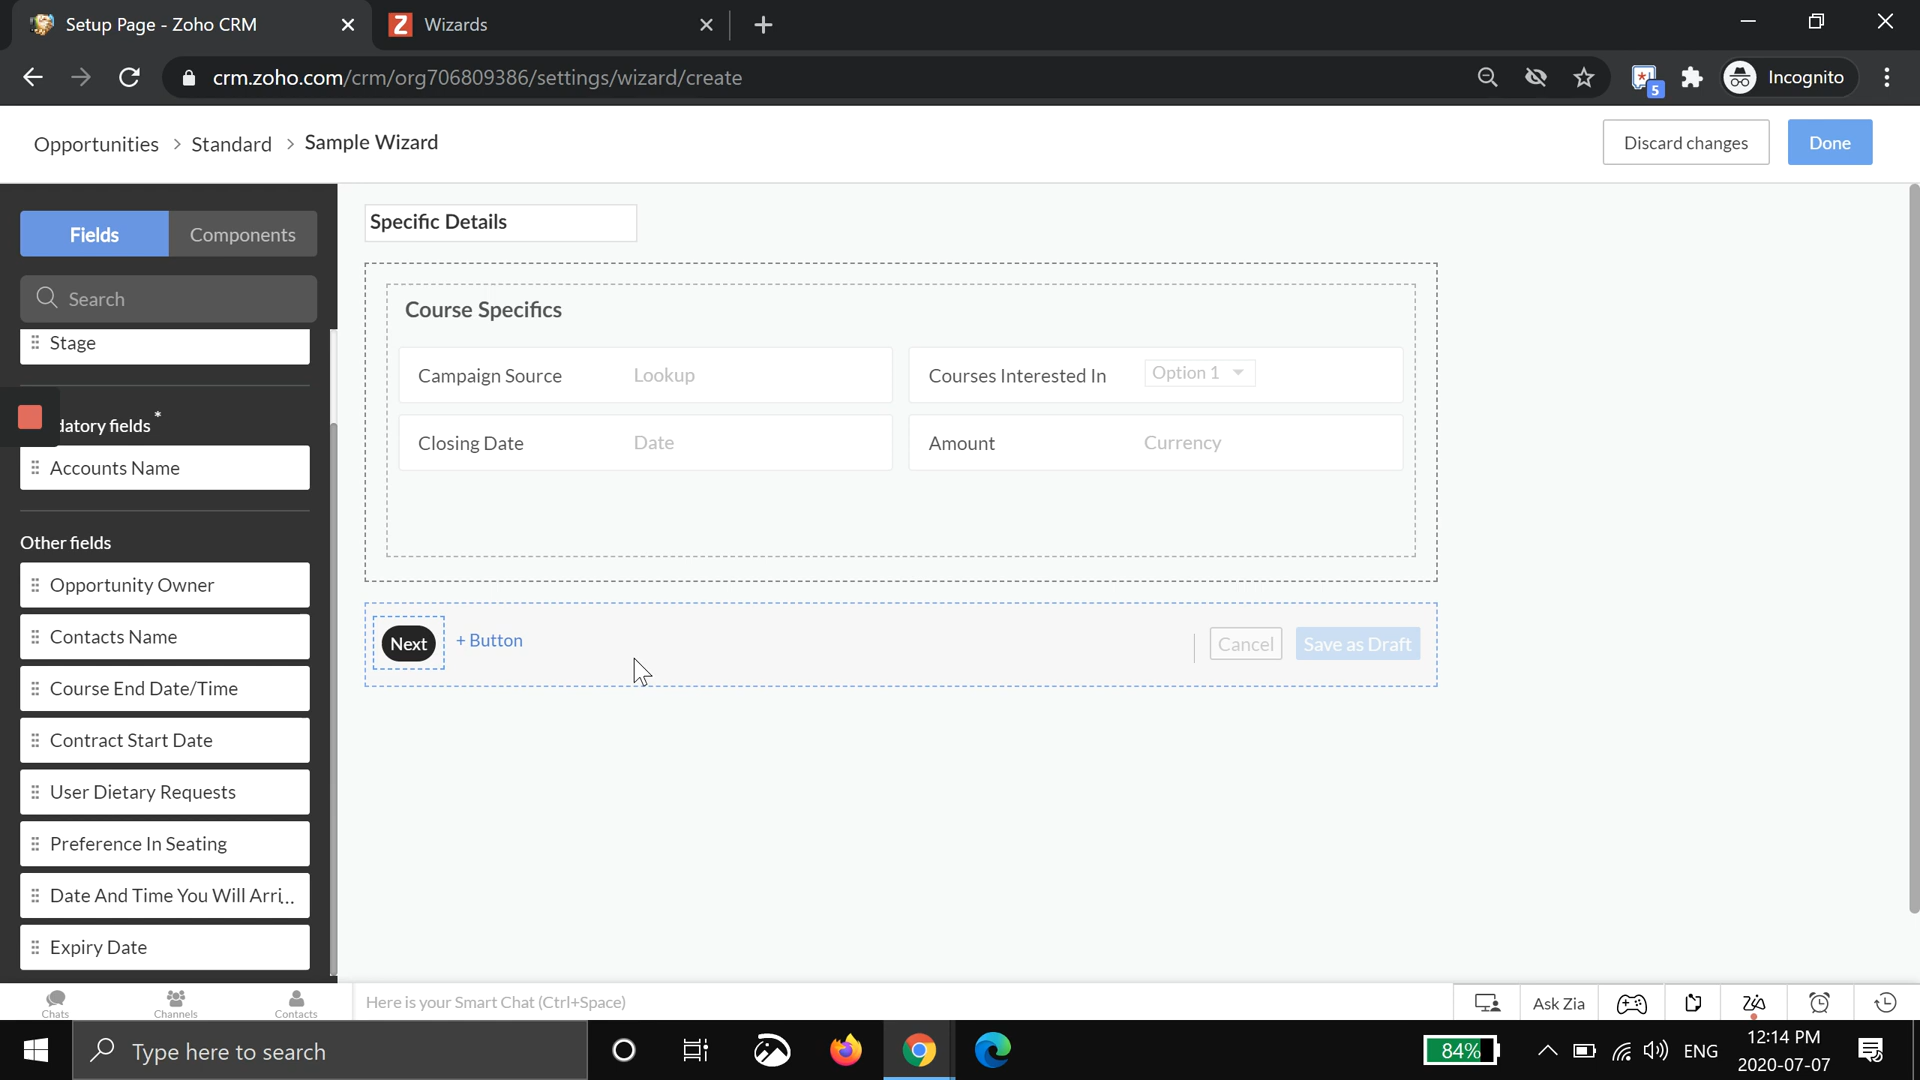 Setup Page - Zoho CRM
Wizards
crm.zoho.com/crm/org706809386/settings/wizard/create
5
Incognito
Opportunities > Standard > Sample Wizard
Discard changes
Done
Fields
Components
Search
Stage
datory fields *
Accounts Name
Other fields
Opportunity Owner
Contacts Name
Course End Date/Time
Contract Start Date
User Dietary Requests
Preference In Seating
Date And Time You Will Arri...
Expiry Date
Specific Details
Course Specifics
Campaign Source Lookup
Courses Interested In Option 1
Closing Date Date
Amount Currency
Next
+ Button
Cancel
Save as Draft
Chats
Channels
Contacts
Here is your Smart Chat (Ctrl+Space)
Ask Zia
Type here to search
84%
ENG
12:14 PM
2020-07-07